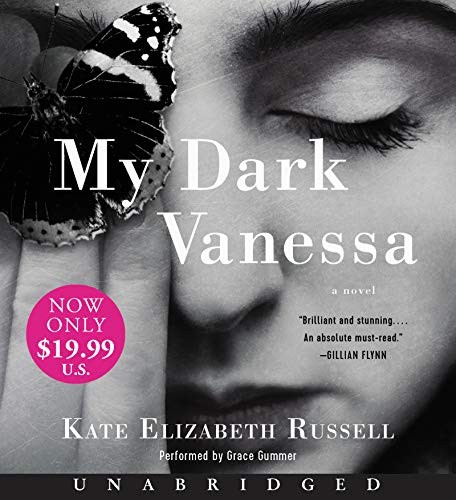 My Dark
Vanessa
a novel
"Brilliant and stunning....
An absolute must-read."
—GILLIAN FLYNN
NOW
ONLY
$19.99
U.S.
KATE ELIZABETH RUSSELL
Performed by Grace Gummer
UNABRIDGED